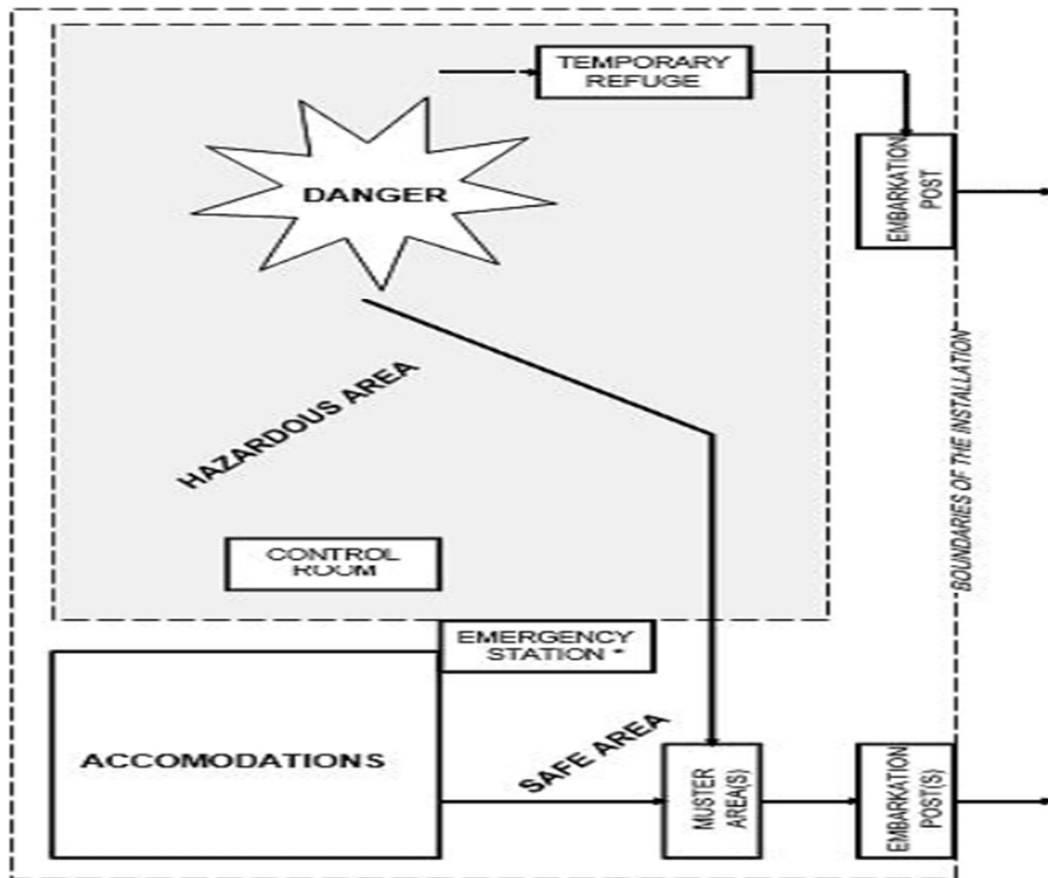 TEMPORARY
REFUGE
DANGER
EMBARKATION
POST
HAZARDOUS AREA
BOUNDARIES OF THE INSTALLATION
CONTROL
ROOM
EMERGENCY
STATION *
ACCOMODATIONS
SAFE AREA
MUSTER
AREA(S)
EMBARKATION
POST(S)